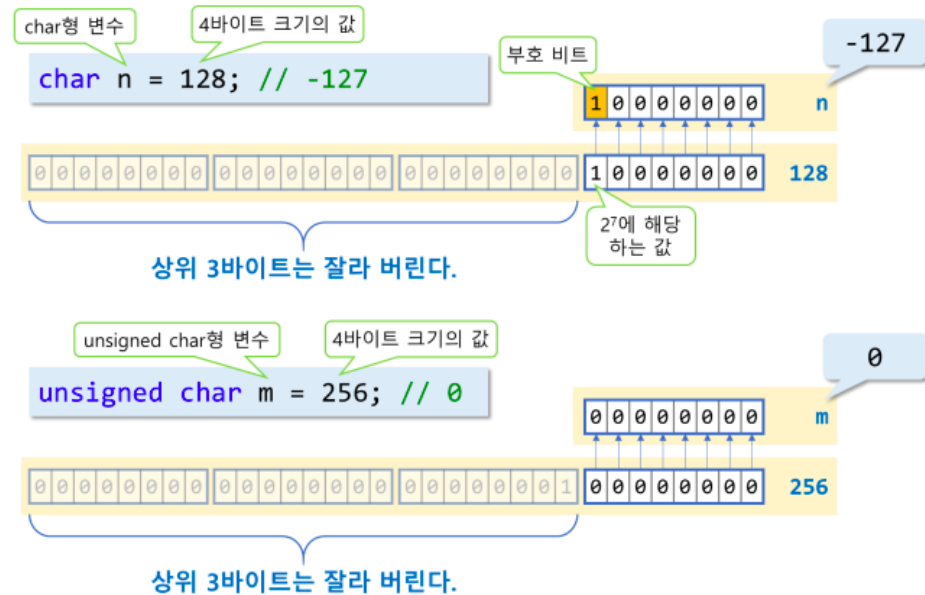 char형 변수
4바이트 크기의 값
char n = 128; // -127
부호 비트
-127
1 0 0 0 0 0 0 0 n
0 0 0 0 0 0 0 0 0 0 0 0 0 0 0 0 0 0 0 0 0 0 0 0 1 0 0 0 0 0 0 0 128
2⁷에 해당
하는 값
상위 3바이트는 잘라 버린다.
unsigned char형 변수
4바이트 크기의 값
unsigned char m = 256; // 0
0
0 0 0 0 0 0 0 0 m
0 0 0 0 0 0 0 0 0 0 0 0 0 0 0 0 0 0 0 0 0 0 0 1 0 0 0 0 0 0 0 0 256
상위 3바이트는 잘라 버린다.